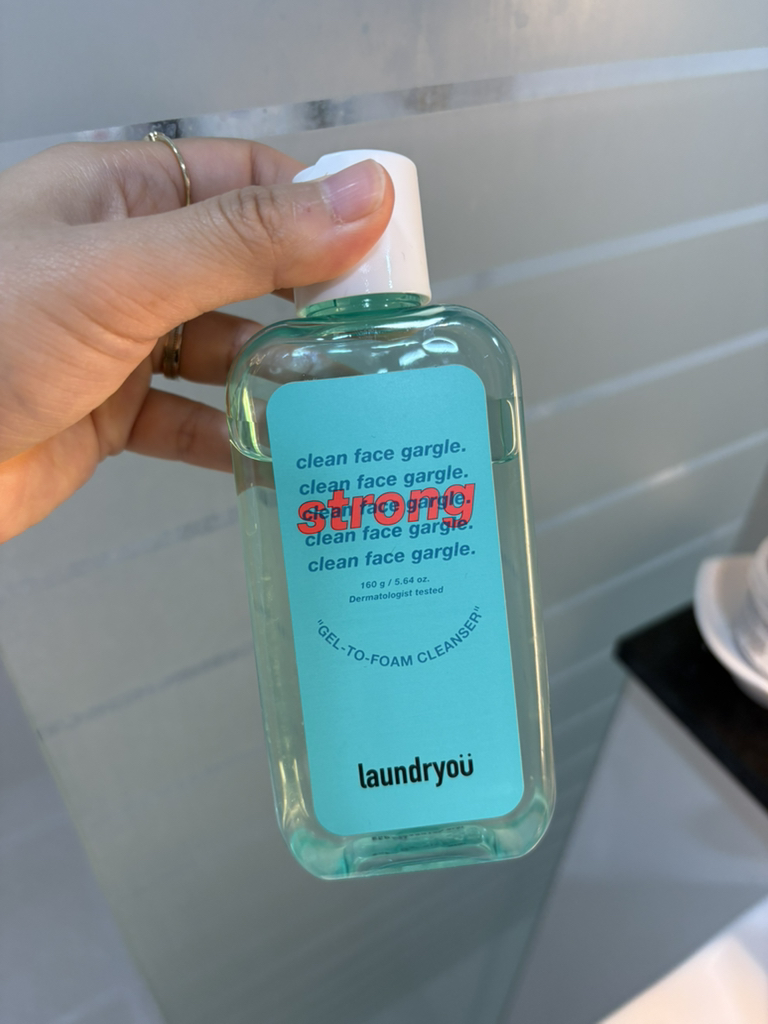 clean face gargle.
clean face gargle.
clean face gargle.
strong
clean face gargle.
clean face gargle.
160 g / 5.64 oz.
Dermatologist tested
"GEL-TO-FOAM CLEANSER"
laundryoü